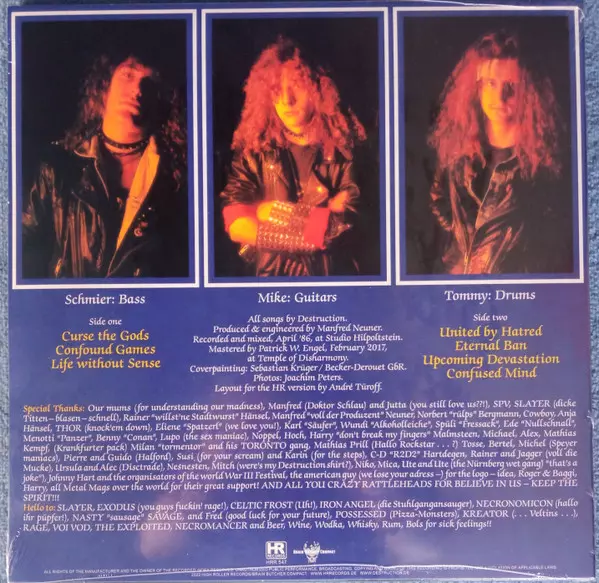 Schmier: Bass
Mike: Guitars
Tommy: Drums
Side one
Curse the Gods
Confound Games
Life without Sense
All songs by Destruction.
Produced & engineered by Manfred Neuner.
Recorded and mixed, April '86, at Studio Hilpoltstein.
Mastered by Patrick W. Engel, February 2017,
at Temple of Disharmony.
Coverpainting: Sebastian Krüger / Becker-Derouet GbR.
Photos: Joachim Peters.
Layout for the HR version by André Türoff.
Side two
United by Hatred
Eternal Ban
Upcoming Devastation
Confused Mind
Special Thanks: Our mums (for understanding our madness), Manfred (Doktor Schlau) and Jutta (you still love us??!), SPV, SLAYER (dicke
Titten – blasen – schnell), Rainer "willst'ne Stadtwurst" Hänsel, Manfred "voll der Produzent" Neuner, Norbert "rülps" Bergmann, Cowboy, Anja
Hänsel, THOR (knock'em down), Eliene "Spatzerl" (we love you!), Karl "Säufer", Wundi "Alkoholleiche", Spüli "Fressack", Ede "Nullschnall",
Menotti "Panzer", Benny "Conan", Lupo (the sex maniac), Noppel, Hoch, Harry "don't break my fingers" Malmsteen, Michael, Alex, Mathias
Kempf, (Krankfurter pack) Milan "tormentor" and his TORONTO gang, Mathias Prill (Hallo Rockstar . . . ?) Tosse, Bertel, Michel (Speyer
maniacs), Pierre and Guido (Halford), Susi, (for your scream) and Karin (for the steps). C-D "R2D2" Hartdegen, Rainer and Jagger (voll die
Mucke), Ursula and Alex (Disctrade), Nesnesten, Mitch (were's my Destruction shirt?), Niko, Mica, Ute and Ute (the Nürnberg wet gang "that's a
joke"), Johnny Hart and the organisators of the world War III Festival, the american guy (we lose your adres–) for the logo – idea, Roger & Baggi,
Harry, all Metal Mags over the world for their great support!! AND ALL YOU CRAZY RATTLEHEADS FOR BELIEVE IN US – KEEP THE
SPIRIT!!!
Hello to: SLAYER, EXODUS (you guys fuckin' rage!), CELTIC FROST (Uh!), IRON ANGEL (die Stuhlgangausauger), NECRONOMICON (hallo
ihr püpfer!), NASTY "sausage" SAVAGE, and Fred (good luck for your future), POSSESSED (Pizza-Monsters), KREATOR (. . . Veltins . . .),
RAGE, VOI VOD, THE EXPLOITED, NECROMANCER and Beer, Wine, Wodka, Whisky, Rum, Bols for sick feelings!!
HR
HRR 547